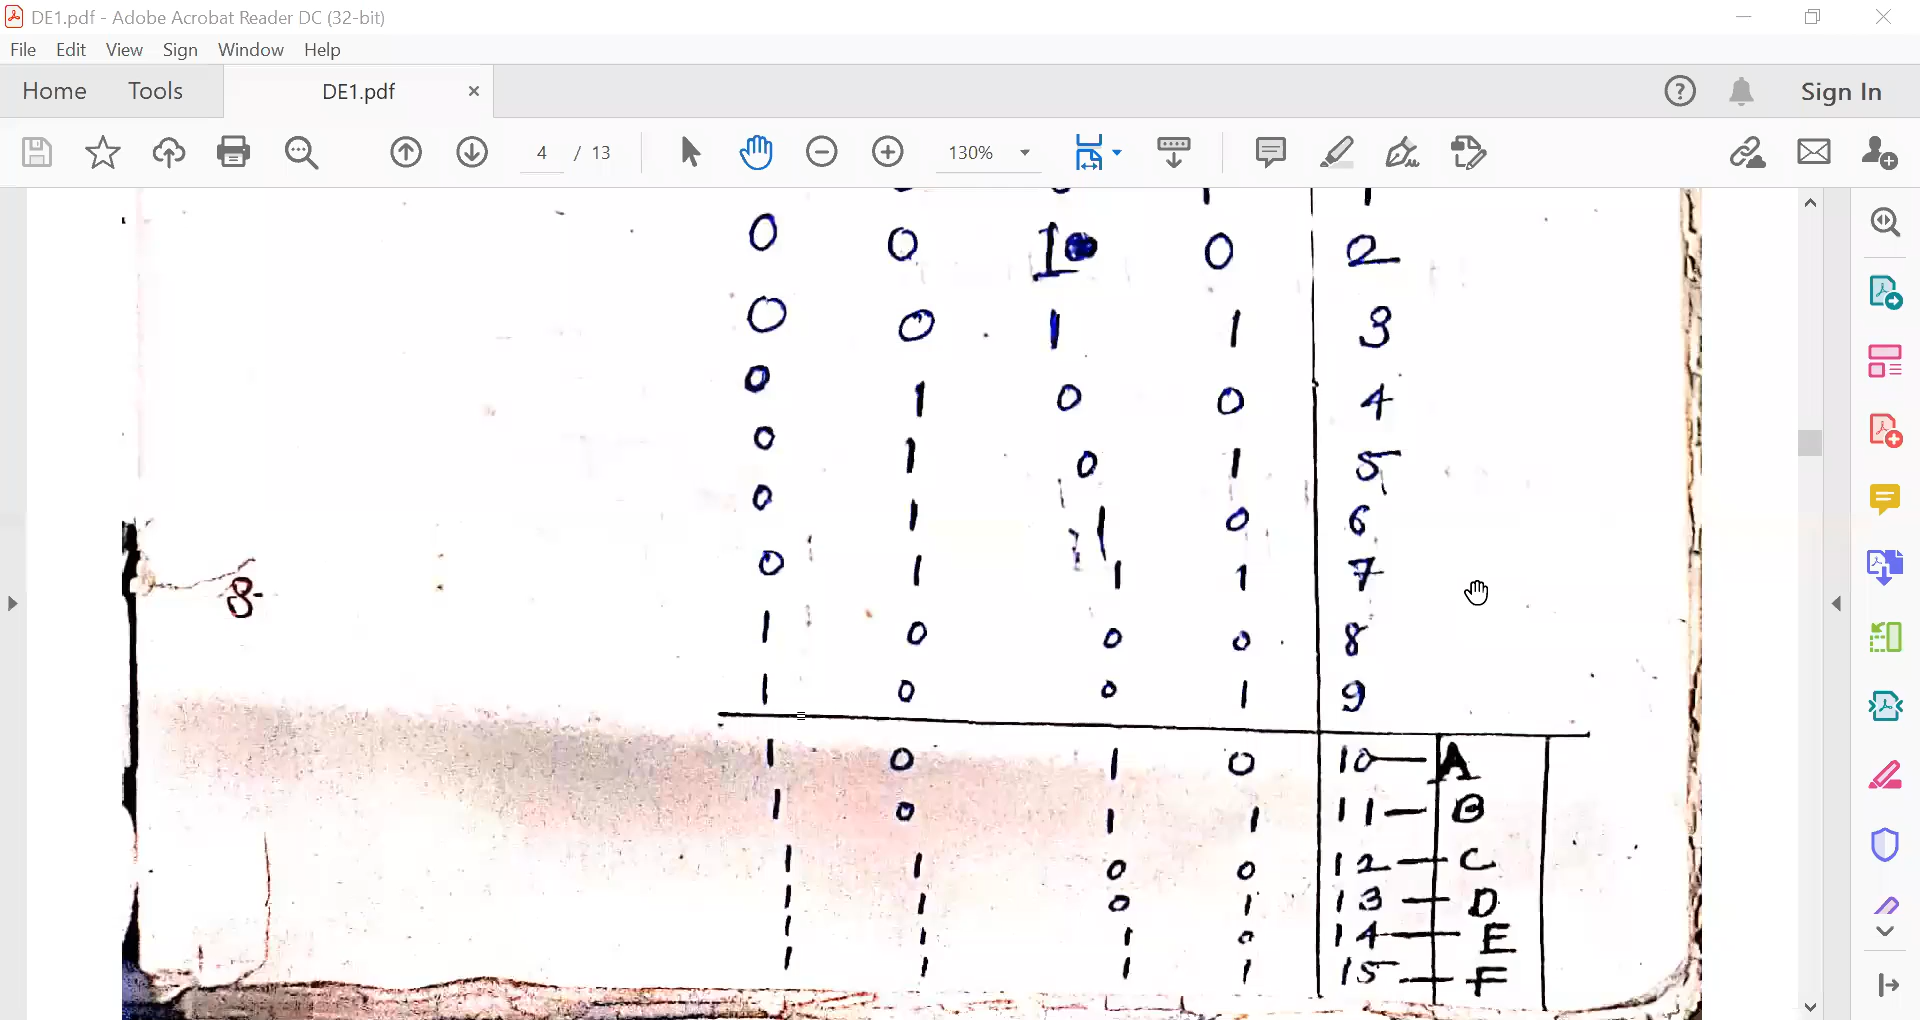 DE1.pdf - Adobe Acrobat Reader DC (32-bit)
File Edit View Sign Window Help
Home Tools DE1.pdf × Sign In
4 / 13 130%
0 0 1 0 2
0 0 1 1 3
0 1 0 0 4
0 1 0 1 5
0 1 1 0 6
0 1 1 1 7
8
1 0 0 0 8
1 0 0 1 9
1 0 1 0 10 — A
1 0 1 1 11 — B
1 1 0 0 12 — C
1 1 0 1 13 — D
1 1 1 0 14 — E
1 1 1 1 15 — F